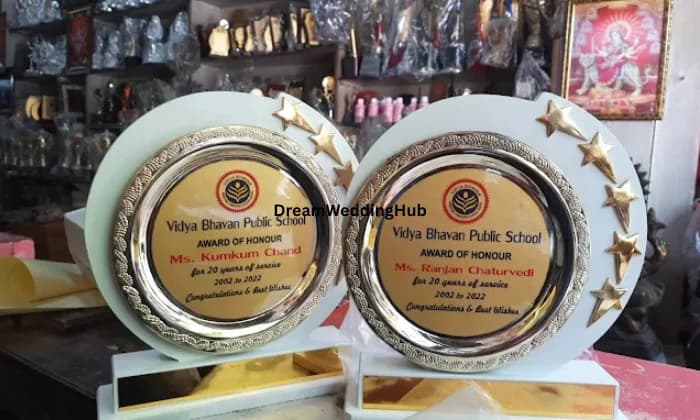 Vidya Bhavan Public School
AWARD OF HONOUR
Ms. Kumkum Chand
for 20 years of service
2002 to 2022
Congratulations & Best Wishes
Vidya Bhavan Public School
AWARD OF HONOUR
Ms. Ranjan Chaturvedi
for 20 years of service
2002 to 2022
Congratulations & Best Wishes
DreamWeddingHub